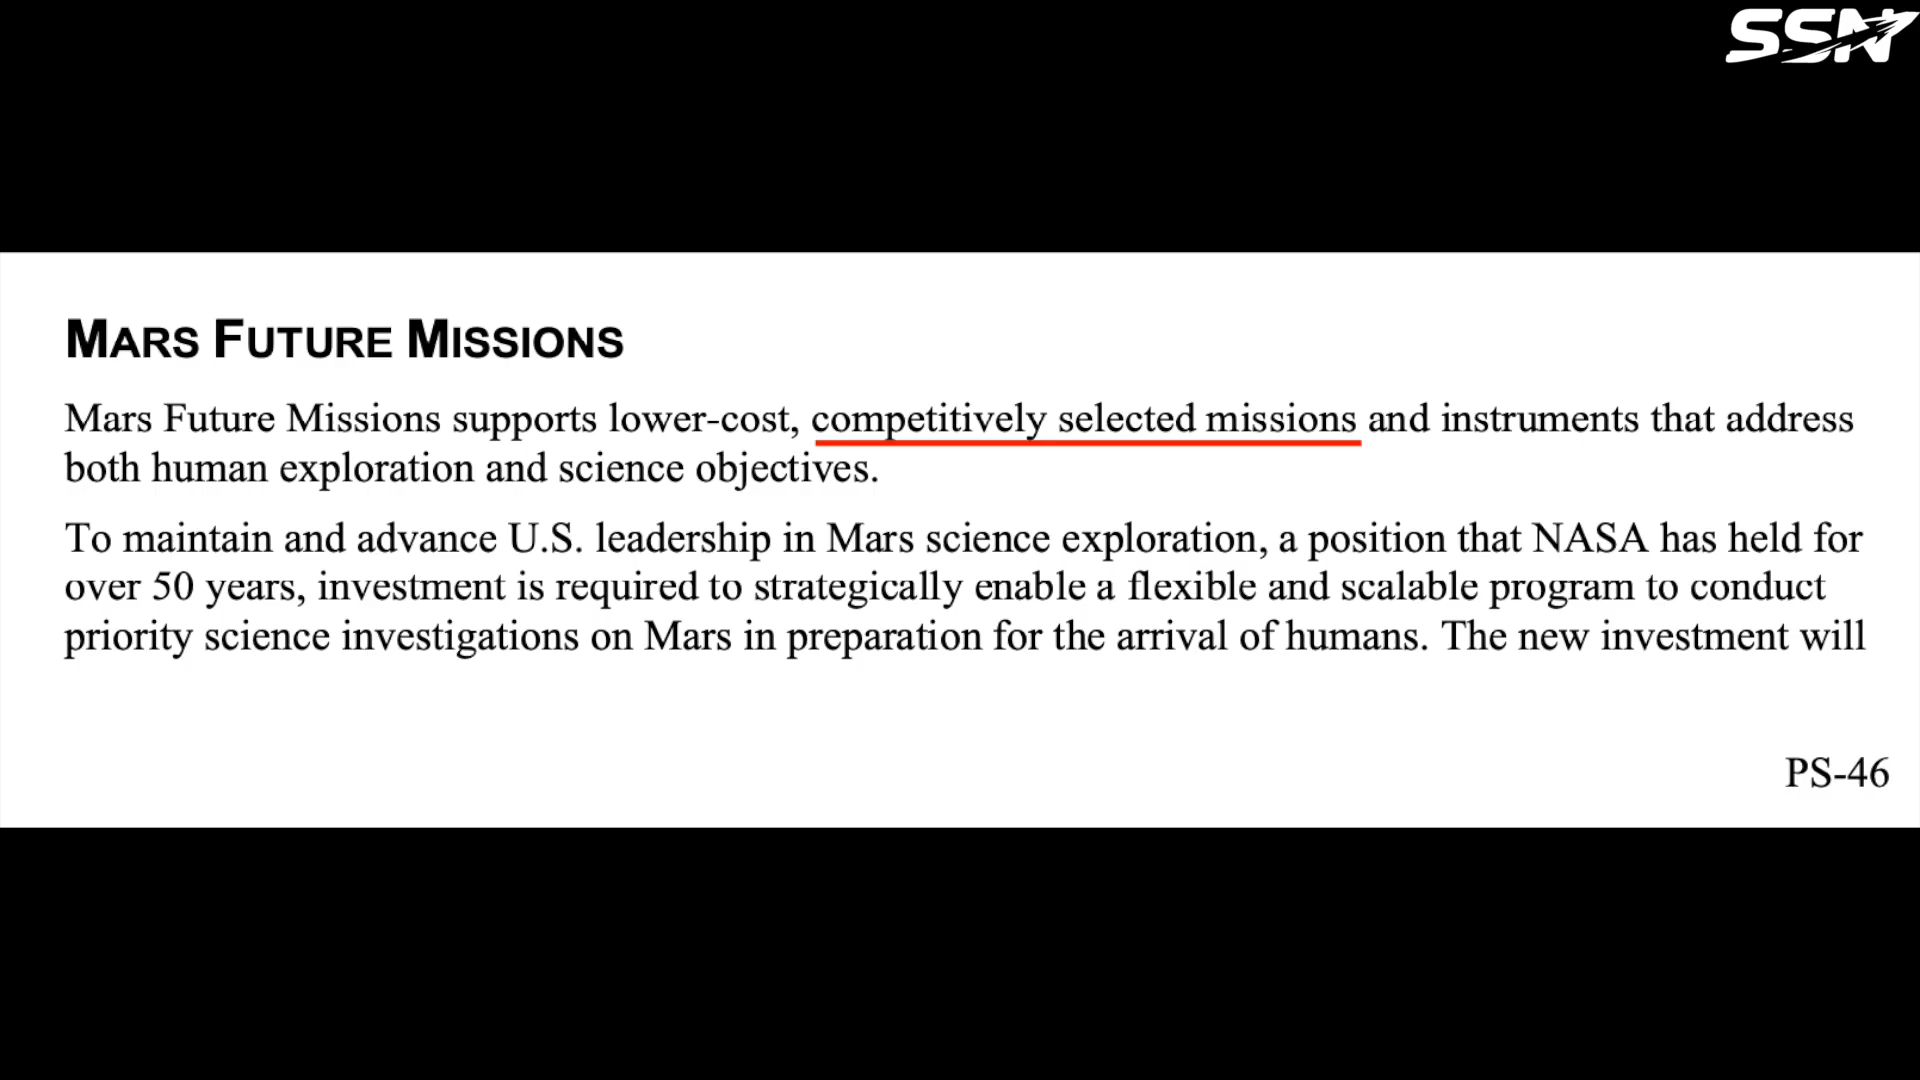 SSN
MARS FUTURE MISSIONS
Mars Future Missions supports lower-cost, competitively selected missions and instruments that address
both human exploration and science objectives.
To maintain and advance U.S. leadership in Mars science exploration, a position that NASA has held for
over 50 years, investment is required to strategically enable a flexible and scalable program to conduct
priority science investigations on Mars in preparation for the arrival of humans. The new investment will
PS-46